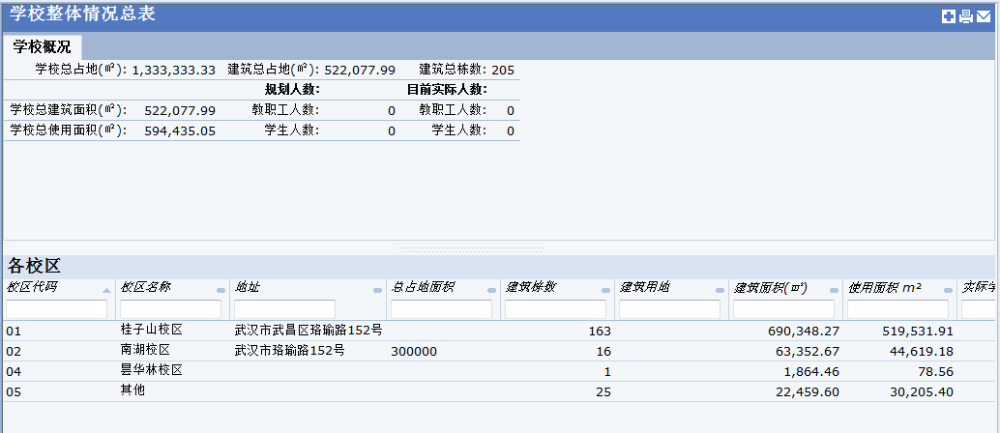 学校整体情况总表
学校概况
学校总占地(㎡): 1,333,333.33 建筑总占地(㎡): 522,077.99 建筑总栋数: 205
规划人数: 目前实际人数:
学校总建筑面积(㎡): 522,077.99 教职工人数: 0 教职工人数: 0
学校总使用面积(㎡): 594,435.05 学生人数: 0 学生人数: 0
各校区
校区代码 校区名称 地址 总占地面积 建筑栋数 建筑用地 建筑面积(㎡) 使用面积 m² 实际
01 桂子山校区 武汉市武昌区珞瑜路152号 163 690,348.27 519,531.91
02 南湖校区 武汉市珞瑜路152号 300000 16 63,352.67 44,619.18
04 昙华林校区 1 1,864.46 78.56
05 其他 25 22,459.60 30,205.40